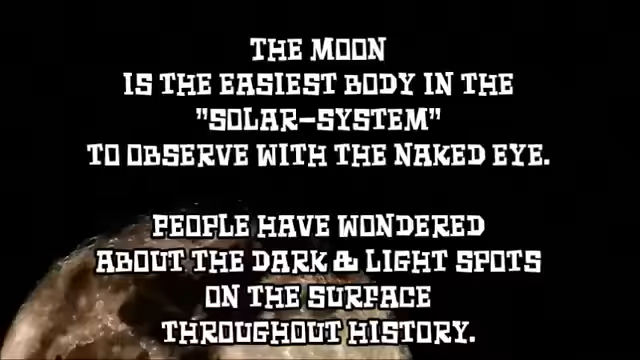 THE MOON
IS THE EASIEST BODY IN THE
"SOLAR-SYSTEM"
TO OBSERVE WITH THE NAKED EYE.
PEOPLE HAVE WONDERED
ABOUT THE DARK & LIGHT SPOTS
ON THE SURFACE
THROUGHOUT HISTORY.